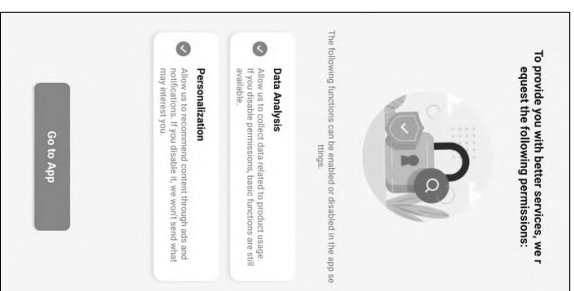 To provide you with better services, we r
equest the following permissions:
The following functions can be enabled or disabled in the app se
ttings.
Data Analysis
Allow us to collect data related to product usage.
If you disable permissions, basic functions are still
available.
Personalization
Allow us to recommend content through ads and
notifications. If you disable it, we won't send what
may interest you.
Go to App